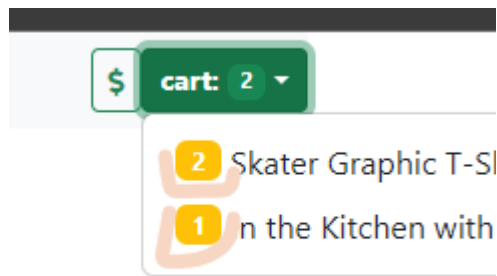 $ cart: 2
2 Skater Graphic
1 the Kitchen with